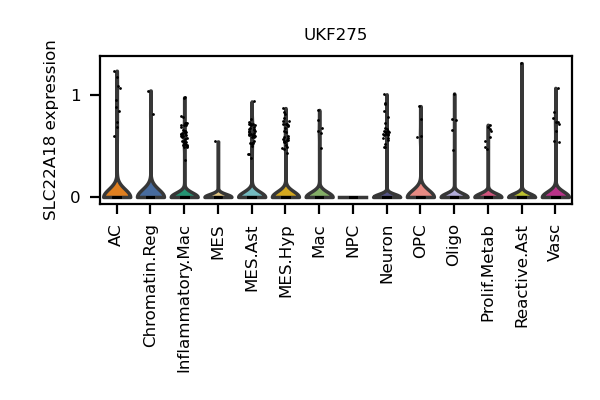 UKF275
SLC22A18 expression
1
0
AC
Chromatin.Reg
Inflammatory.Mac
MES
MES.Ast
MES.Hyp
Mac
NPC
Neuron
OPC
Oligo
Prolif.Metab
Reactive.Ast
Vasc